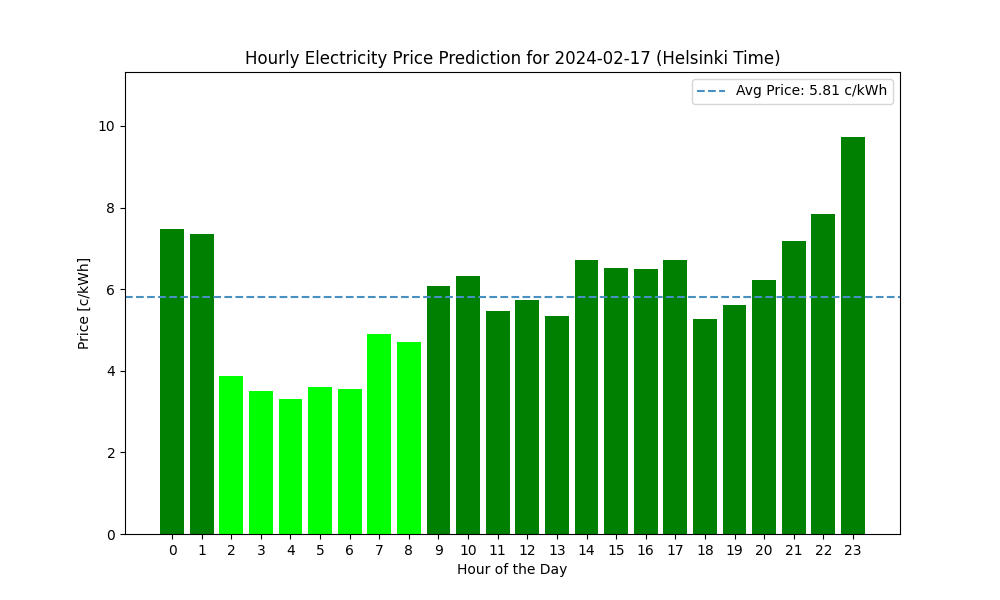 Hourly Electricity Price Prediction for 2024-02-17 (Helsinki Time)
Avg Price: 5.81 c/kWh
Price [c/kWh]
10
8
6
4
2
0
0 1 2 3 4 5 6 7 8 9 10 11 12 13 14 15 16 17 18 19 20 21 22 23
Hour of the Day